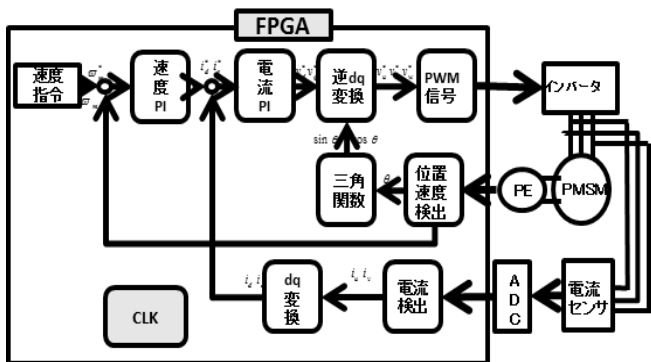 FPGA
速度
指令
速
度
PI
電
流
PI
逆dq
変換
PWM
信号
インバータ
sin θ cos θ
三角
関数
θ
位置
速度
検出
PE
PMSM
dq
変換
電流
検出
A
D
C
電流
センサ
CLK